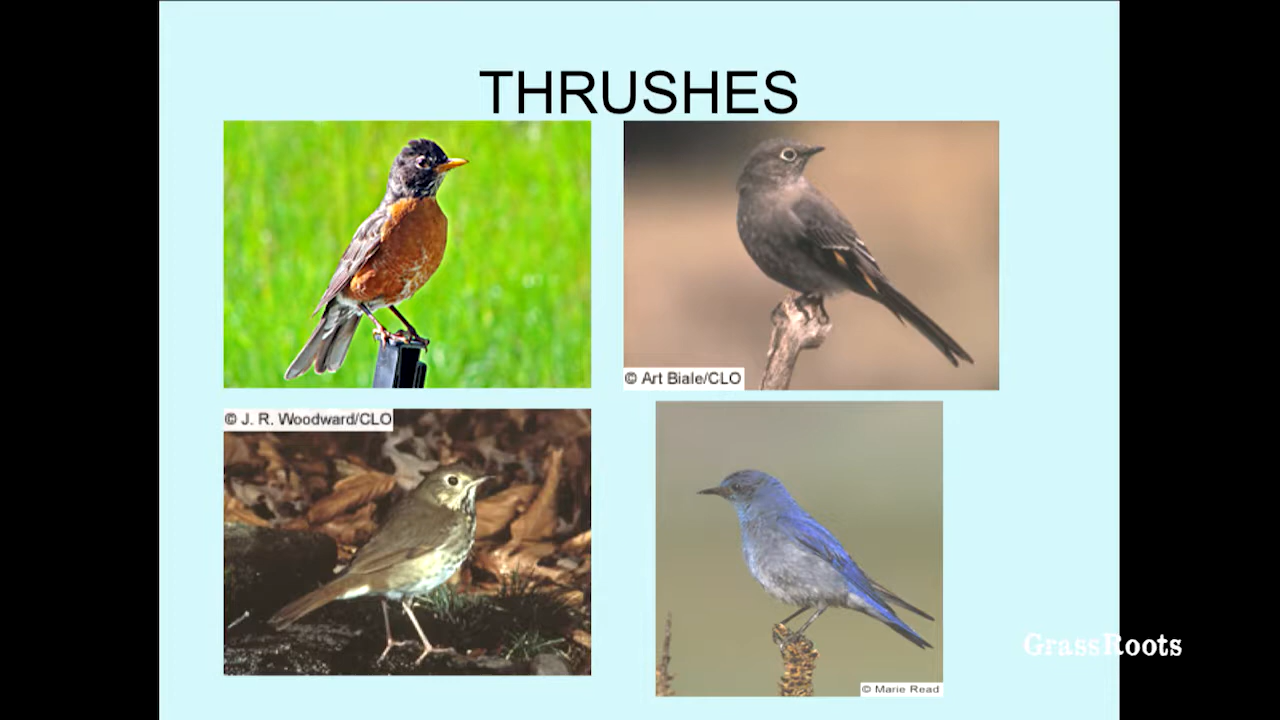 THRUSHES
© Art Biale/CLO
© J. R. Woodward/CLO
© Marie Read
GrassRoots